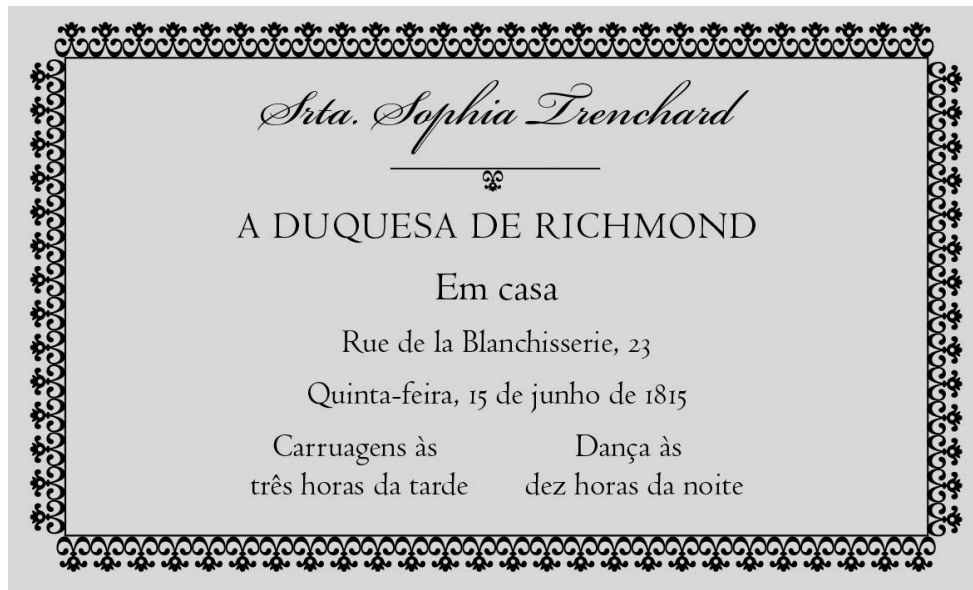 Srta. Sophia Trenchard
A DUQUESA DE RICHMOND
Em casa
Rue de la Blanchisserie, 23
Quinta-feira, 15 de junho de 1815
Carruagens às
três horas da tarde
Dança às
dez horas da noite